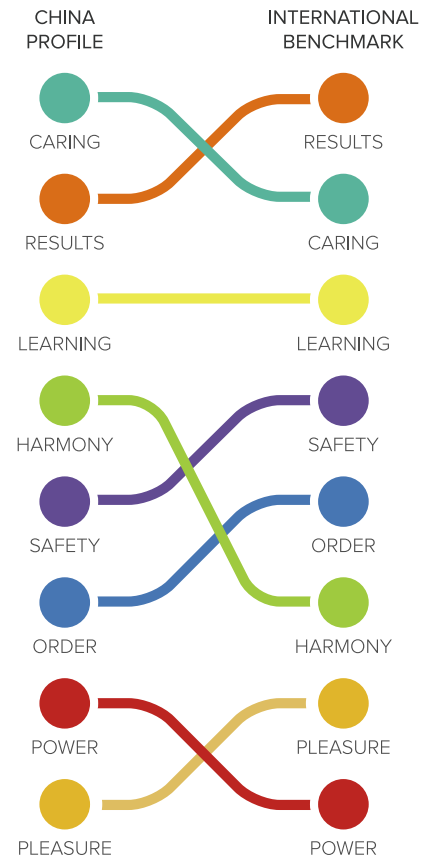 CHINA
PROFILE
INTERNATIONAL
BENCHMARK
CARING
RESULTS
RESULTS
CARING
LEARNING
LEARNING
HARMONY
SAFETY
SAFETY
ORDER
ORDER
HARMONY
POWER
PLEASURE
PLEASURE
POWER